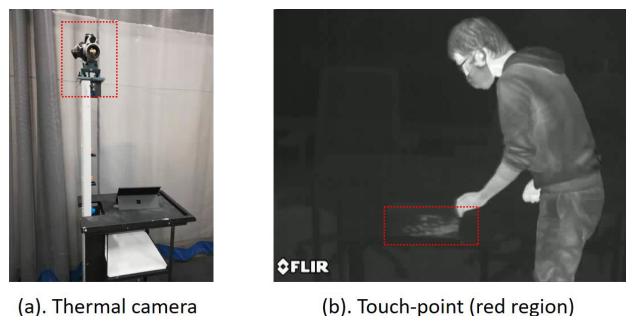 FLIR
(a). Thermal camera
(b). Touch-point (red region)